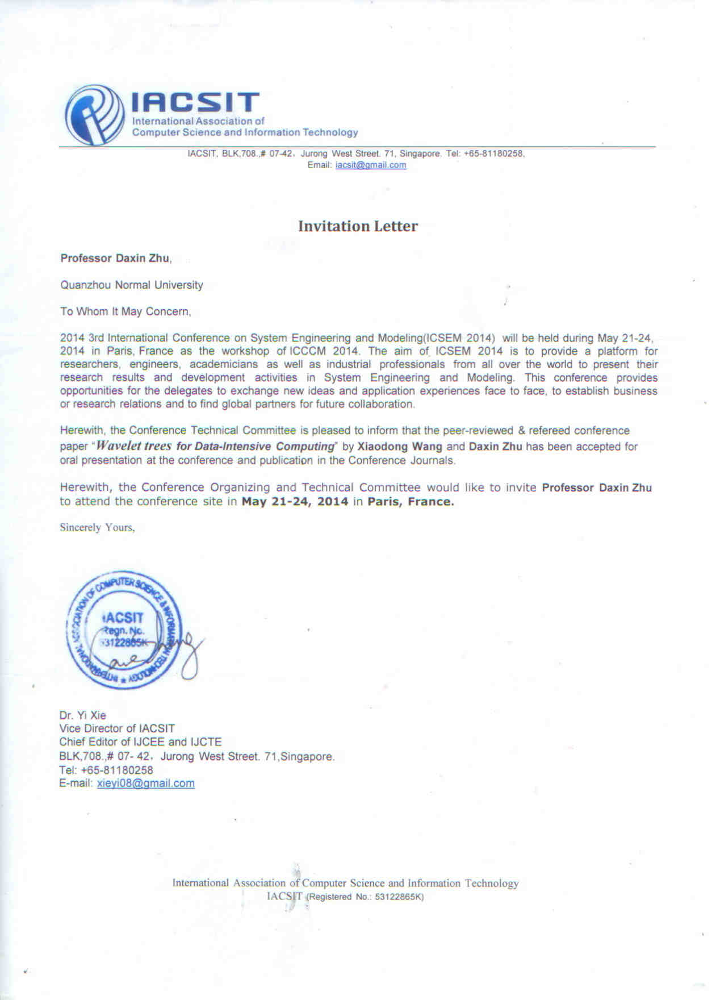 IACSIT
International Association of
Computer Science and Information Technology
IACSIT, BLK,708.,# 07-42, Jurong West Street. 71, Singapore. Tel: +65-81180258,
Email: iacsit@gmail.com
Invitation Letter
Professor Daxin Zhu,
Quanzhou Normal University
To Whom It May Concern,
2014 3rd International Conference on System Engineering and Modeling(ICSEM 2014) will be held during May 21-24,
2014 in Paris, France as the workshop of ICCCM 2014. The aim of ICSEM 2014 is to provide a platform for
researchers, engineers, academicians as well as industrial professionals from all over the world to present their
research results and development activities in System Engineering and Modeling. This conference provides
opportunities for the delegates to exchange new ideas and application experiences face to face, to establish business
or research relations and to find global partners for future collaboration.
Herewith, the Conference Technical Committee is pleased to inform that the peer-reviewed & refereed conference
paper "Wavelet trees for Data-Intensive Computing" by Xiaodong Wang and Daxin Zhu has been accepted for
oral presentation at the conference and publication in the Conference Journals.
Herewith, the Conference Organizing and Technical Committee would like to invite Professor Daxin Zhu
to attend the conference site in May 21-24, 2014 in Paris, France.
Sincerely Yours,
INTERNATIONAL ASSOCIATION OF COMPUTER SCIENCE & INFORMATION TECHNOLOGY
IACSIT
Regn. No.
53122865K
Dr. Yi Xie
Vice Director of IACSIT
Chief Editor of IJCEE and IJCTE
BLK,708.,# 07- 42, Jurong West Street. 71,Singapore.
Tel: +65-81180258
E-mail: xieyi08@gmail.com
International Association of Computer Science and Information Technology
IACSIT (Registered No.: 53122865K)